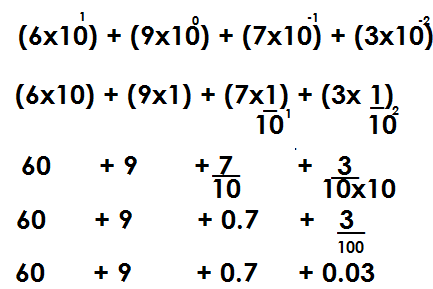 (6x10¹) + (9x10⁰) + (7x10⁻¹) + (3x10⁻²)
(6x10) + (9x1) + (7x1/10¹) + (3x 1/10²)
60 + 9 + 7/10 + 3/10x10
60 + 9 + 0.7 + 3/100
60 + 9 + 0.7 + 0.03